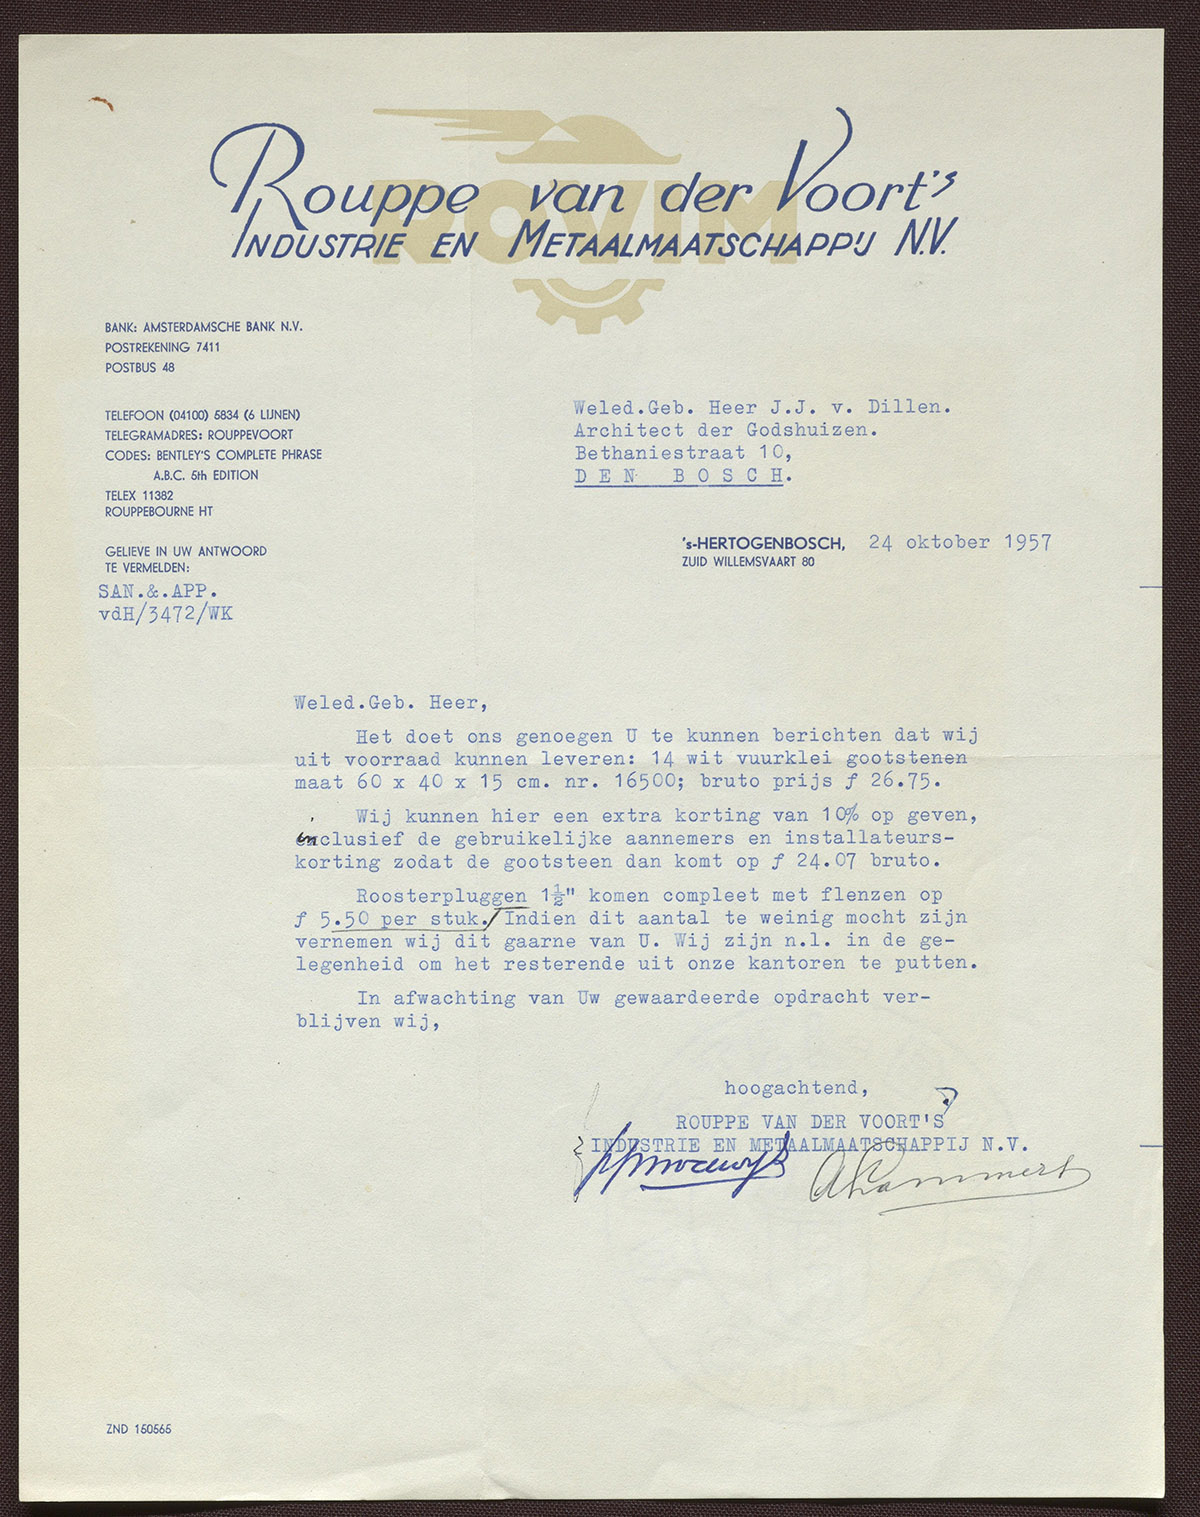 ROVIM
Rouppe van der Voort's
INDUSTRIE EN METAALMAATSCHAPPIJ N.V.
BANK: AMSTERDAMSCHE BANK N.V.
POSTREKENING 7411
POSTBUS 48
TELEFOON (04100) 5834 (6 LIJNEN)
TELEGRAMADRES: ROUPPEVOORT
CODES: BENTLEY'S COMPLETE PHRASE
A.B.C. 5th EDITION
TELEX 11382
ROUPPEBOURNE HT
GELIEVE IN UW ANTWOORD
TE VERMELDEN:
SAN.&.APP.
vdH/3472/WK
Weled.Geb. Heer J.J. v. Dillen.
Architect der Godshuizen.
Bethaniestraat 10,
DEN BOSCH.
's-HERTOGENBOSCH, 24 oktober 1957
ZUID WILLEMSVAART 80
Weled.Geb. Heer,
Het doet ons genoegen U te kunnen berichten dat wij
uit voorraad kunnen leveren: 14 wit vuurklei gootstenen
maat 60 x 40 x 15 cm. nr. 16500; bruto prijs ƒ 26.75.
Wij kunnen hier een extra korting van 10% op geven,
inclusief de gebruikelijke aannemers en installateurs-
korting zodat de gootsteen dan komt op ƒ 24.07 bruto.
Roosterpluggen 1½" komen compleet met flenzen op
ƒ 5.50 per stuk./Indien dit aantal te weinig mocht zijn
vernemen wij dit gaarne van U. Wij zijn n.l. in de ge-
legenheid om het resterende uit onze kantoren te putten.
In afwachting van Uw gewaardeerde opdracht ver-
blijven wij,
hoogachtend,
ROUPPE VAN DER VOORT'S
INDUSTRIE EN METAALMAATSCHAPPIJ N.V.
ZND 150565